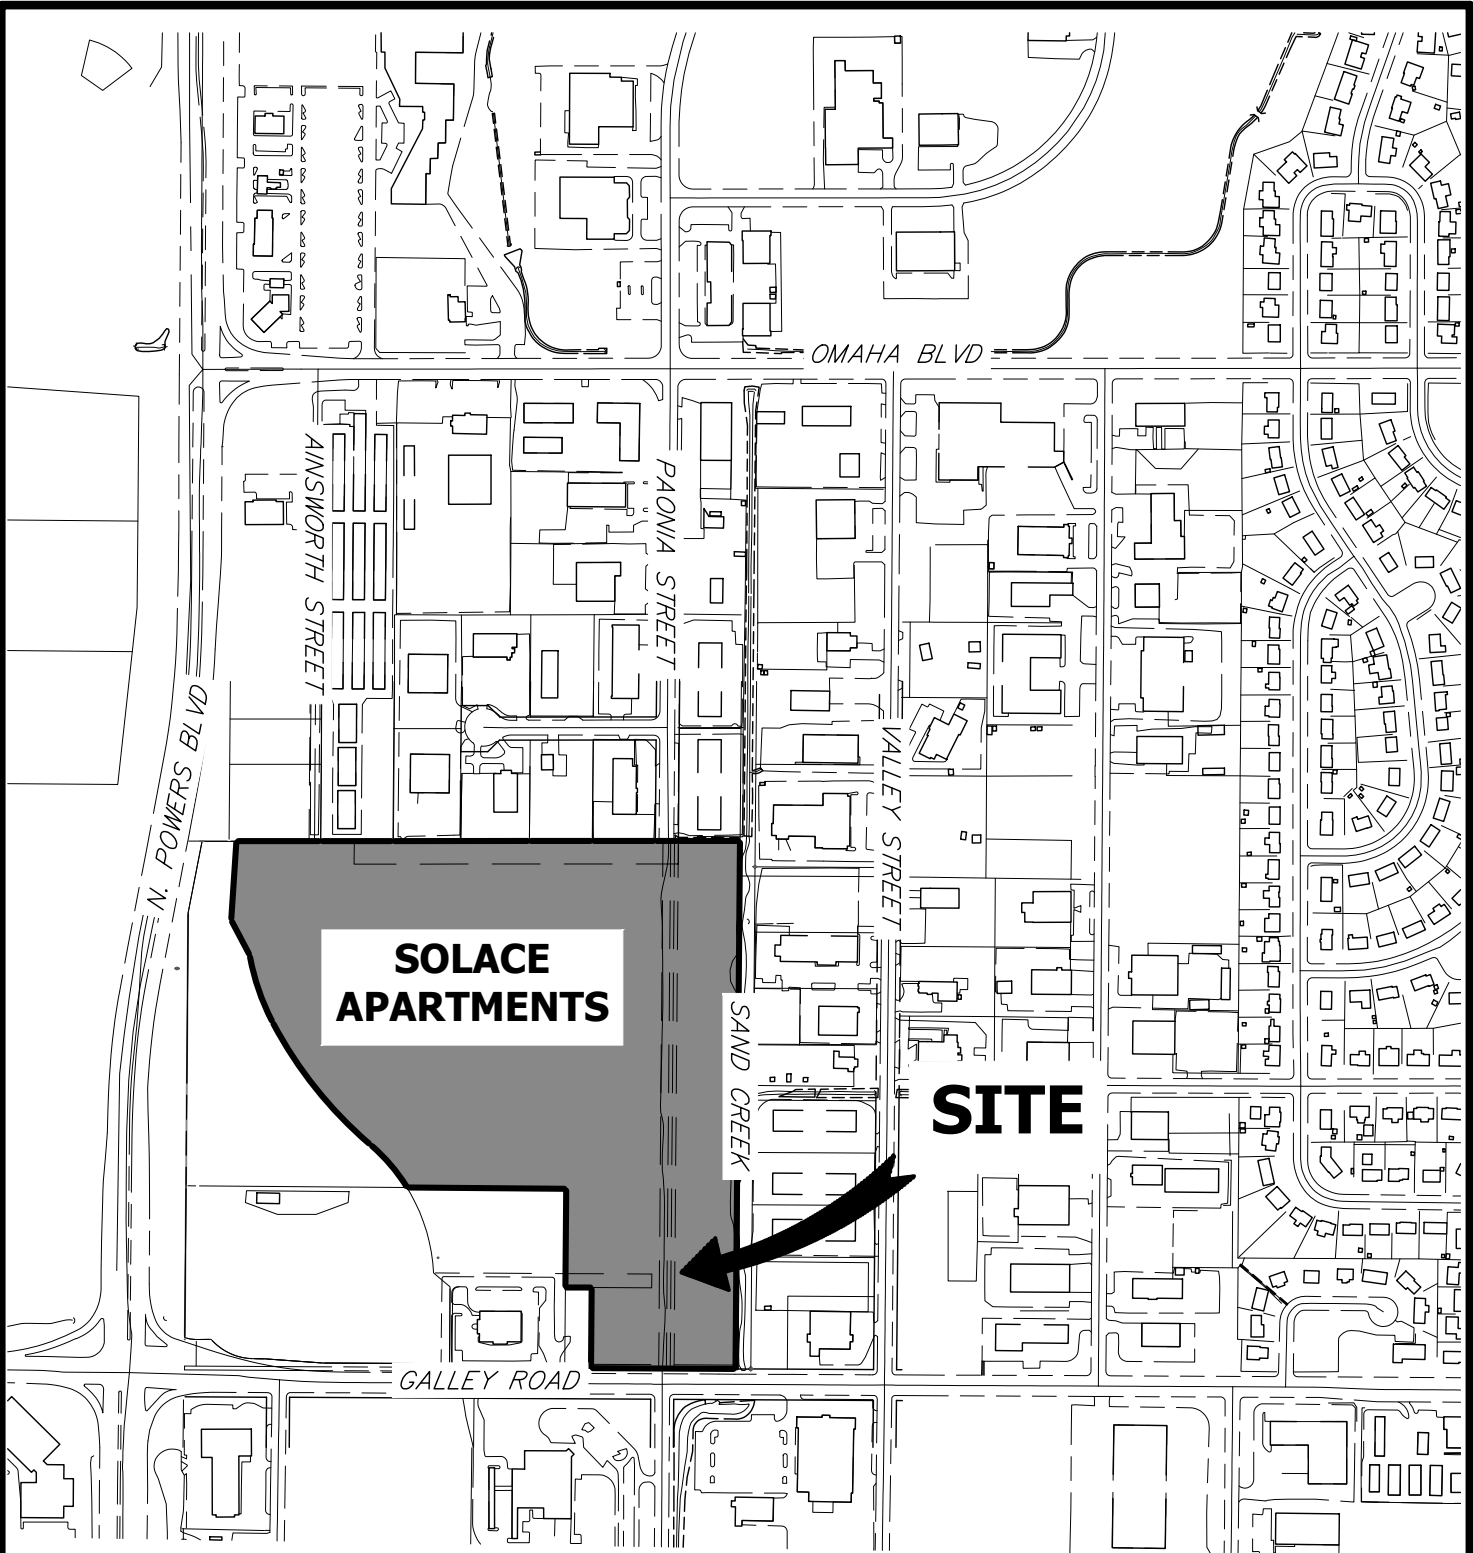 OMAHA BLVD
AINSWORTH STREET
PAONIA STREET
N. POWERS BLVD
VALLEY STREET
SOLACE
APARTMENTS
SAND CREEK
SITE
GALLEY ROAD